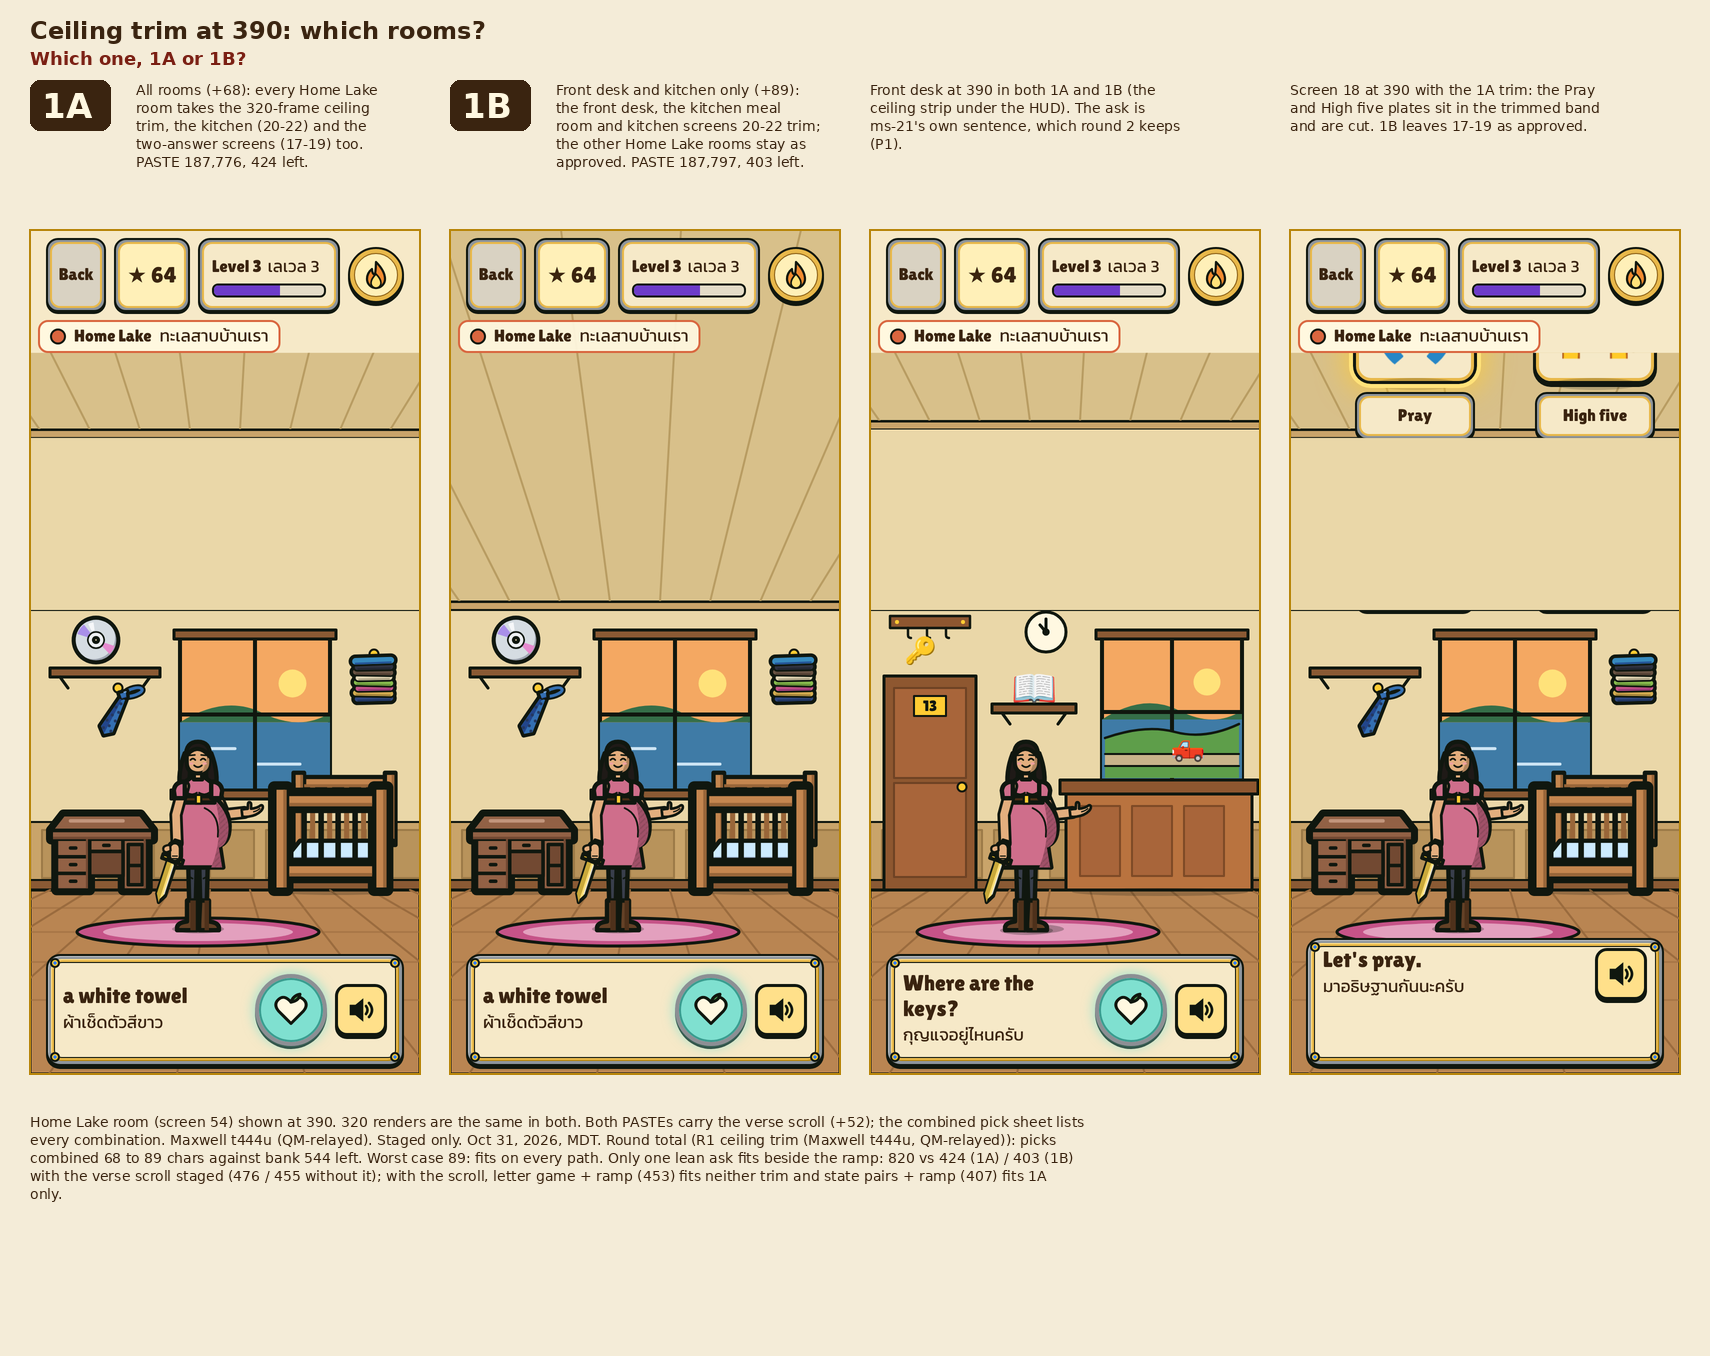 Ceiling trim at 390: which rooms?
Which one, 1A or 1B?
1A
All rooms (+68): every Home Lake
room takes the 320-frame ceiling
trim, the kitchen (20-22) and the
two-answer screens (17-19) too.
PASTE 187,776, 424 left.
1B
Front desk and kitchen only (+89):
the front desk, the kitchen meal
room and kitchen screens 20-22 trim;
the other Home Lake rooms stay as
approved. PASTE 187,797, 403 left.
Front desk at 390 in both 1A and 1B (the
ceiling strip under the HUD). The ask is
ms-21's own sentence, which round 2 keeps
(P1).
Screen 18 at 390 with the 1A trim: the Pray
and High five plates sit in the trimmed band
and are cut. 1B leaves 17-19 as approved.
Back
★ 64
Level 3 เลเวล 3
Home Lake ทะเลสาบบ้านเรา
a white towel
ผ้าเช็ดตัวสีขาว
Back
★ 64
Level 3 เลเวล 3
Home Lake ทะเลสาบบ้านเรา
a white towel
ผ้าเช็ดตัวสีขาว
Back
★ 64
Level 3 เลเวล 3
Home Lake ทะเลสาบบ้านเรา
13
Where are the
keys?
กุญแจอยู่ไหนครับ
Back
★ 64
Level 3 เลเวล 3
Home Lake ทะเลสาบบ้านเรา
Pray
High five
Let's pray.
มาอธิษฐานกันนะครับ
Home Lake room (screen 54) shown at 390. 320 renders are the same in both. Both PASTEs carry the verse scroll (+52); the combined pick sheet lists
every combination. Maxwell t444u (QM-relayed). Staged only. Oct 31, 2026, MDT. Round total (R1 ceiling trim (Maxwell t444u, QM-relayed)): picks
combined 68 to 89 chars against bank 544 left. Worst case 89: fits on every path. Only one lean ask fits beside the ramp: 820 vs 424 (1A) / 403 (1B)
with the verse scroll staged (476 / 455 without it); with the scroll, letter game + ramp (453) fits neither trim and state pairs + ramp (407) fits 1A
only.